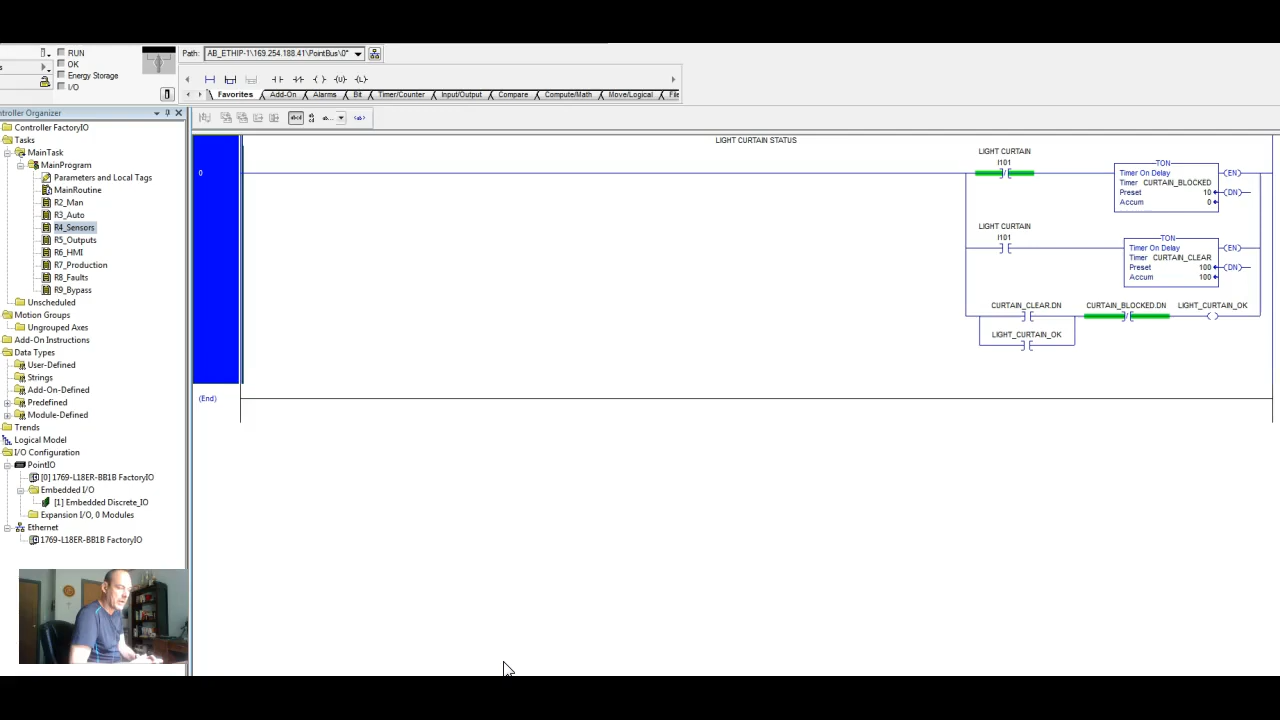 RUN
Path: AB_ETHIP-1\169.254.188.41\PointBus\0*
OK
Energy Storage
I/O
Favorites Add-On Alarms Bit Timer/Counter Input/Output Compare Compute/Math Move/Logical
ntroller Organizer
Controller FactoryIO
Tasks
MainTask
MainProgram
Parameters and Local Tags
MainRoutine
R2_Man
R3_Auto
R4_Sensors
R5_Outputs
R6_HMI
R7_Production
R8_Faults
R9_Bypass
Unscheduled
Motion Groups
Ungrouped Axes
Add-On Instructions
Data Types
User-Defined
Strings
Add-On-Defined
Predefined
Module-Defined
Trends
Logical Model
I/O Configuration
PointIO
[0] 1769-L18ER-BB1B FactoryIO
Embedded I/O
[1] Embedded Discrete_IO
Expansion I/O, 0 Modules
Ethernet
1769-L18ER-BB1B FactoryIO
LIGHT CURTAIN STATUS
0
LIGHT CURTAIN
I101
TON
Timer On Delay
Timer CURTAIN_BLOCKED
Preset 10
Accum 0
EN
DN
LIGHT CURTAIN
I101
TON
Timer On Delay
Timer CURTAIN_CLEAR
Preset 100
Accum 100
EN
DN
CURTAIN_CLEAR.DN CURTAIN_BLOCKED.DN LIGHT_CURTAIN_OK
LIGHT_CURTAIN_OK
(End)